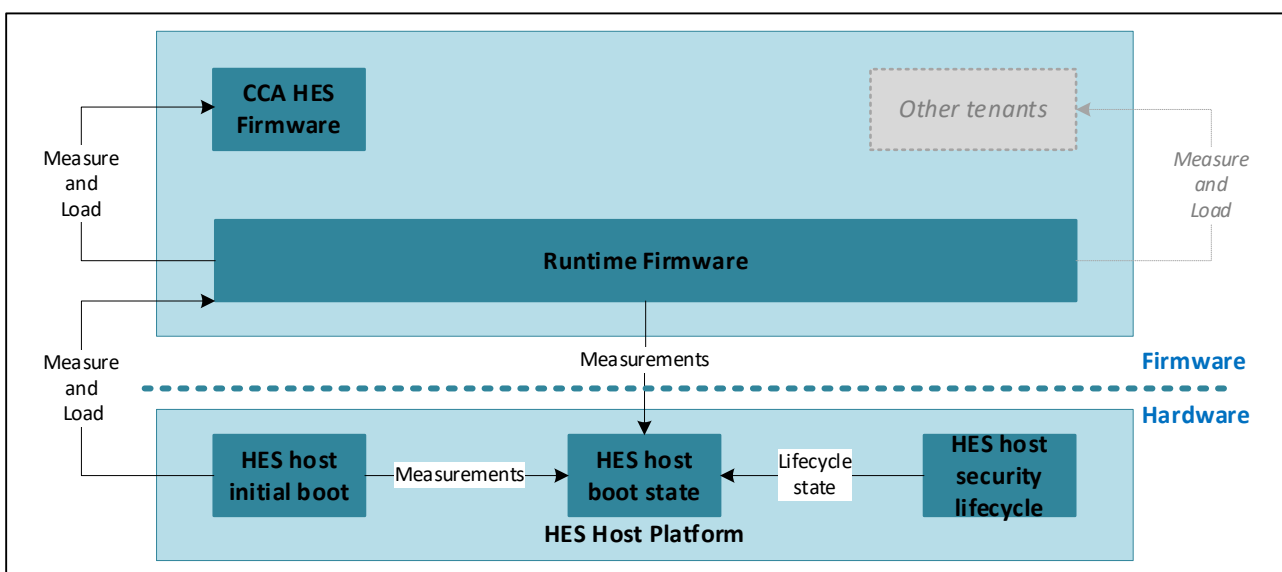 CCA HES
Firmware
Other tenants
Measure
and
Load
Measure
and
Load
Runtime Firmware
Measure
and
Load
Measurements
Firmware
Hardware
HES host
initial boot
Measurements
HES host
boot state
Lifecycle
state
HES host
security
lifecycle
HES Host Platform